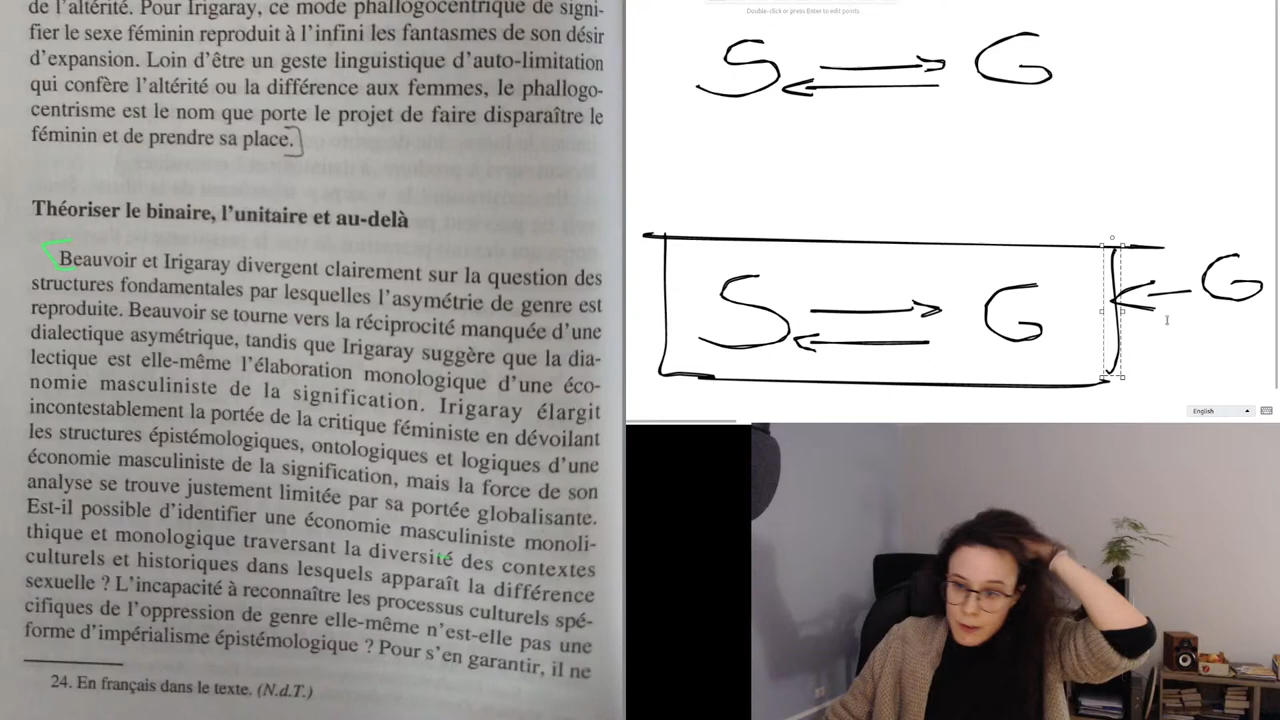 de l'altérité. Pour Irigaray, ce mode phallogocentrique de signi-
fier le sexe féminin reproduit à l'infini les fantasmes de son désir
d'expansion. Loin d'être un geste linguistique d'auto-limitation
qui confère l'altérité ou la différence aux femmes, le phallogo-
centrisme est le nom que porte le projet de faire disparaître le
féminin et de prendre sa place.
Théoriser le binaire, l'unitaire et au-delà
Beauvoir et Irigaray divergent clairement sur la question des
structures fondamentales par lesquelles l'asymétrie de genre est
reproduite. Beauvoir se tourne vers la réciprocité manquée d'une
dialectique asymétrique, tandis que Irigaray suggère que la dia-
lectique est elle-même l'élaboration monologique d'une éco-
nomie masculiniste de la signification. Irigaray élargit
incontestablement la portée de la critique féministe en dévoilant
les structures épistémologiques, ontologiques et logiques d'une
économie masculiniste de la signification, mais la force de son
analyse se trouve justement limitée par sa portée globalisante.
Est-il possible d'identifier une économie masculiniste monoli-
thique et monologique traversant la diversité des contextes
culturels et historiques dans lesquels apparaît la différence
sexuelle ? L'incapacité à reconnaître les processus culturels spé-
cifiques de l'oppression de genre elle-même n'est-elle pas une
forme d'impérialisme épistémologique ? Pour s'en garantir, il ne
24. En français dans le texte. (N.d.T.)
Double-click or press Enter to edit points
S G
S G G
English